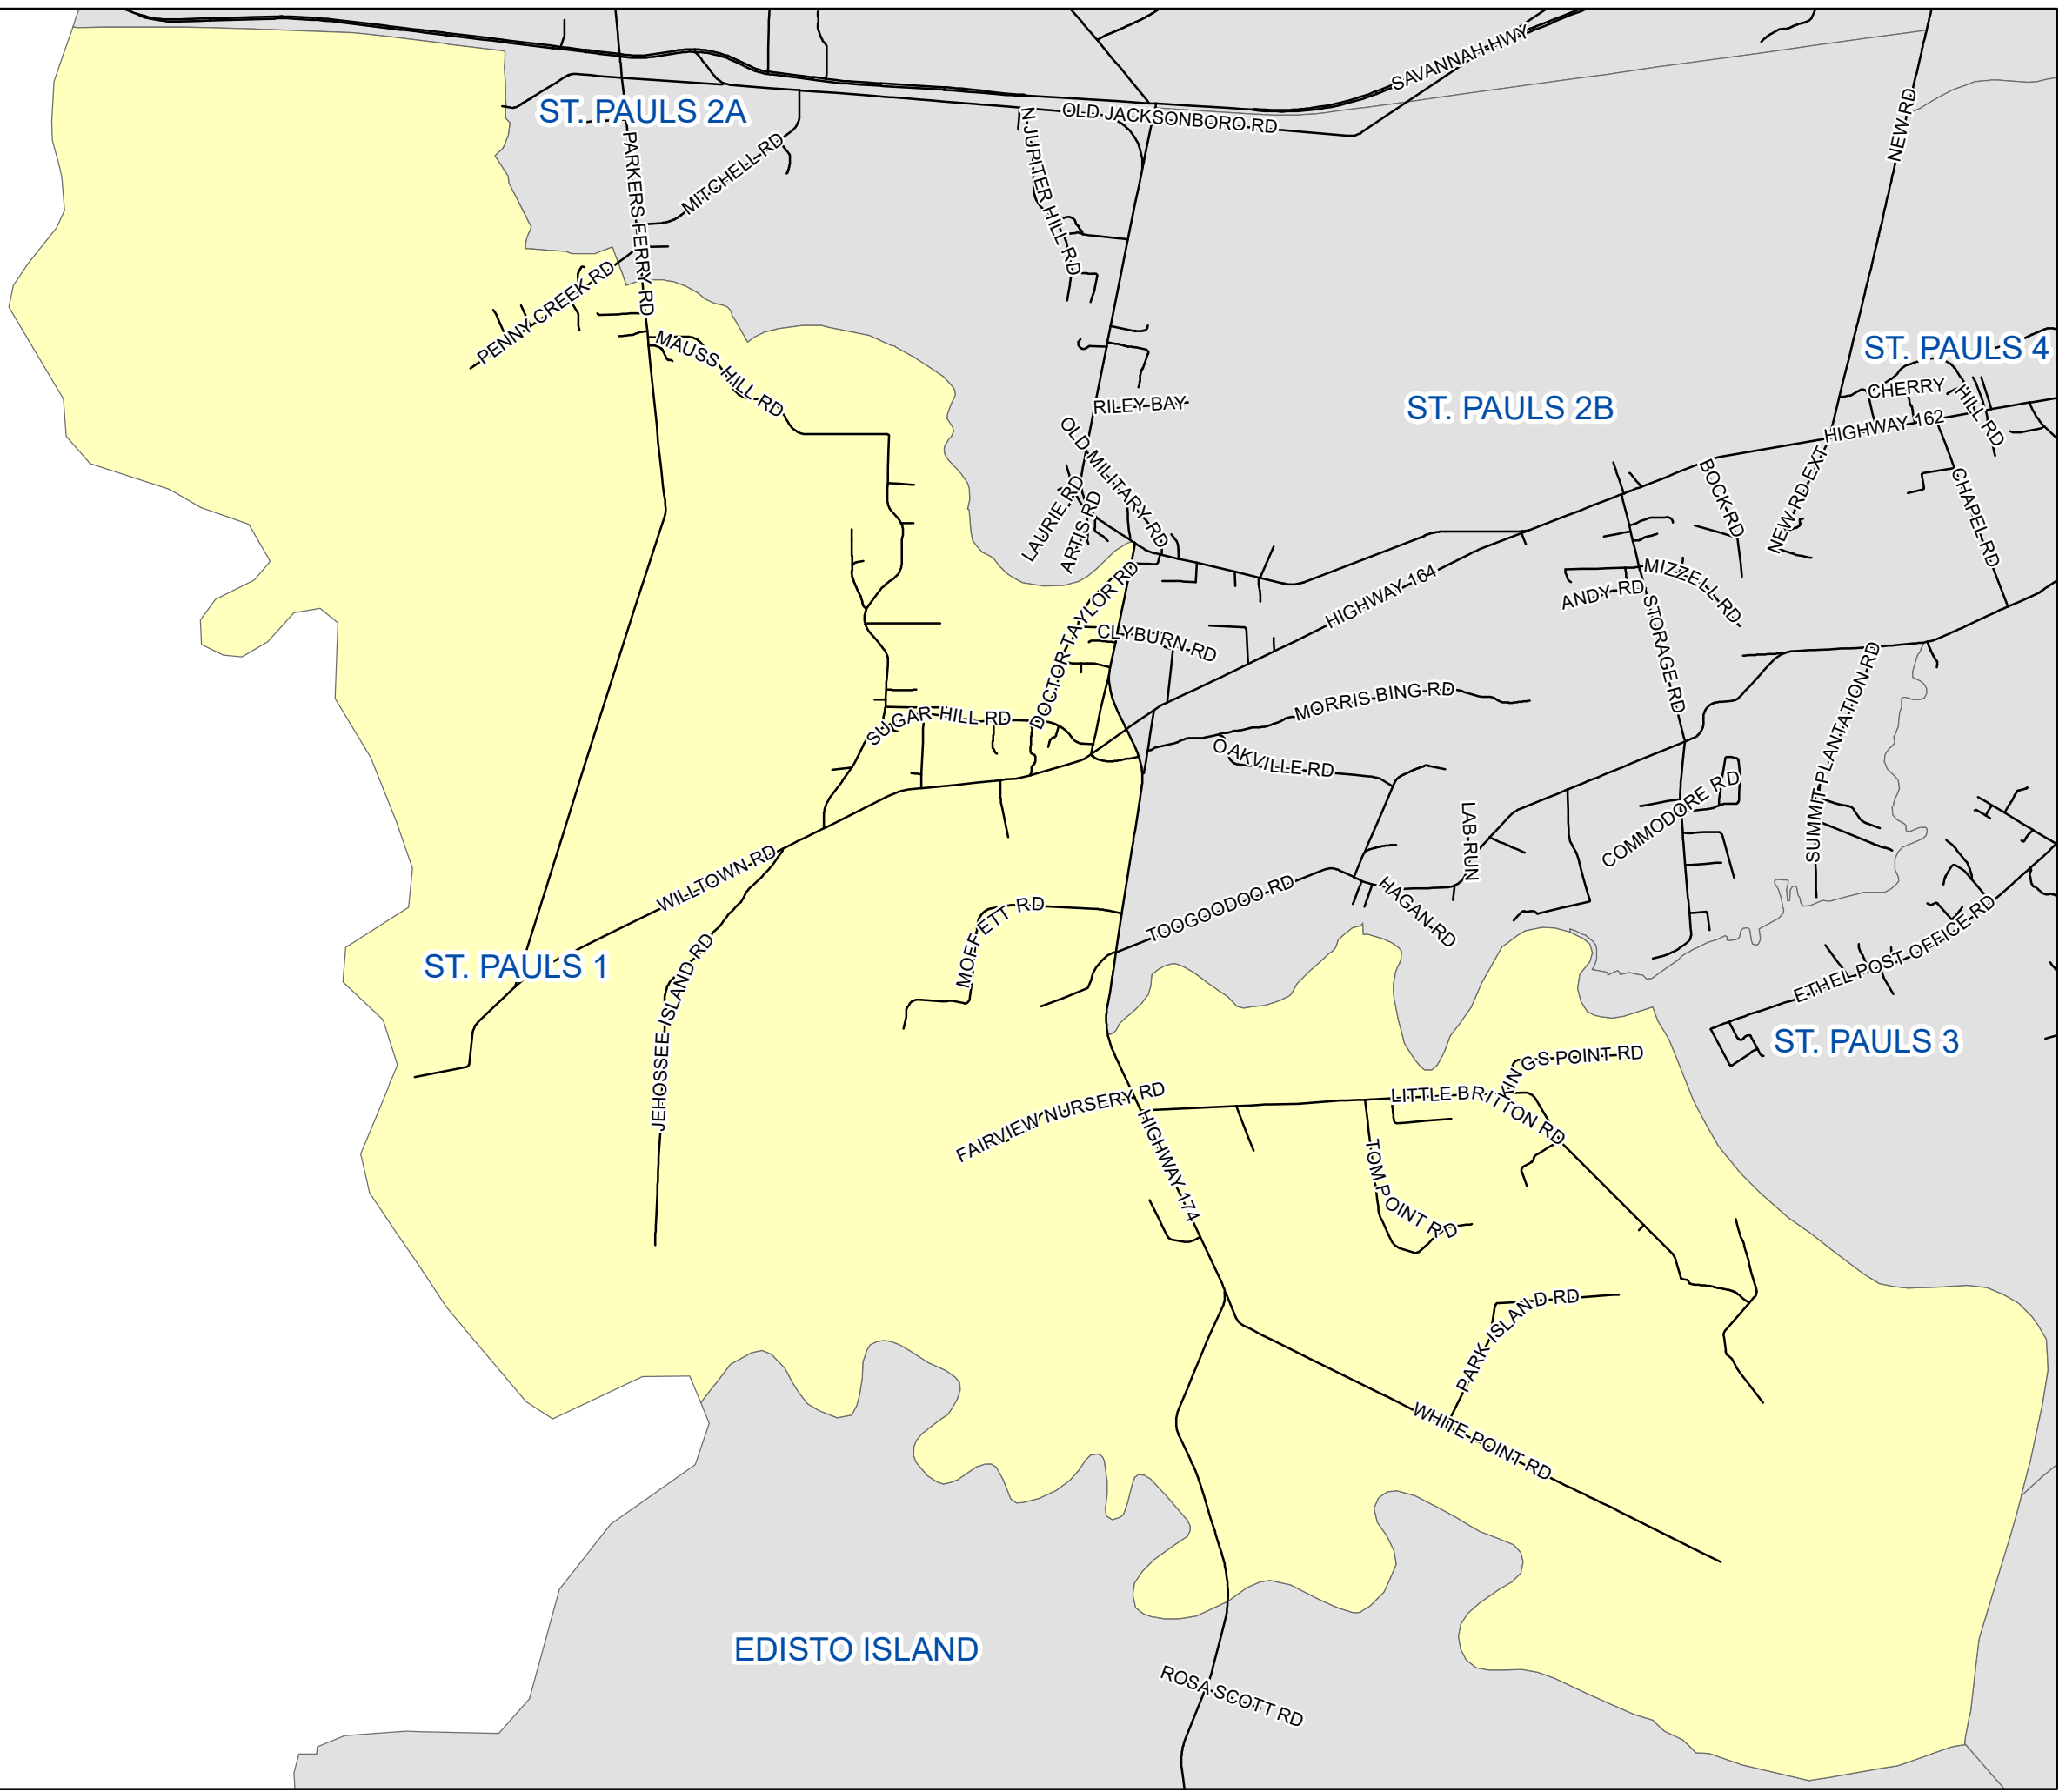 SAVANNAH HWY
ST. PAULS 2A
OLD JACKSONBORO RD
NEW RD
N JUPITER HILL RD
PARKERS FERRY RD
MITCHELL RD
PENNY CREEK RD
MAUSS HILL RD
ST. PAULS 4
CHERRY HILL RD
RILEY BAY
ST. PAULS 2B
HIGHWAY 162
OLD MILITARY RD
LAURIE RD
ARTIS RD
BOCK RD
NEW RD EXT
CHAPEL RD
HIGHWAY 164
MIZZELL RD
ANDY RD
DOCTOR TAYLOR RD
CLYBURN RD
STORAGE RD
MORRIS BING RD
SUGAR HILL RD
OAKVILLE RD
SUMMIT PLANTATION RD
COMMODORE RD
LAB RUN
WILLTOWN RD
TOOGOODOO RD
HAGAN RD
MOFFETT RD
ETHEL POST OFFICE RD
ST. PAULS 1
JEHOSSEE ISLAND RD
ST. PAULS 3
KINGS POINT RD
LITTLE BRITTON RD
FAIRVIEW NURSERY RD
HIGHWAY 174
TOM POINT RD
PARK ISLAND RD
WHITE POINT RD
EDISTO ISLAND
ROSA SCOTT RD